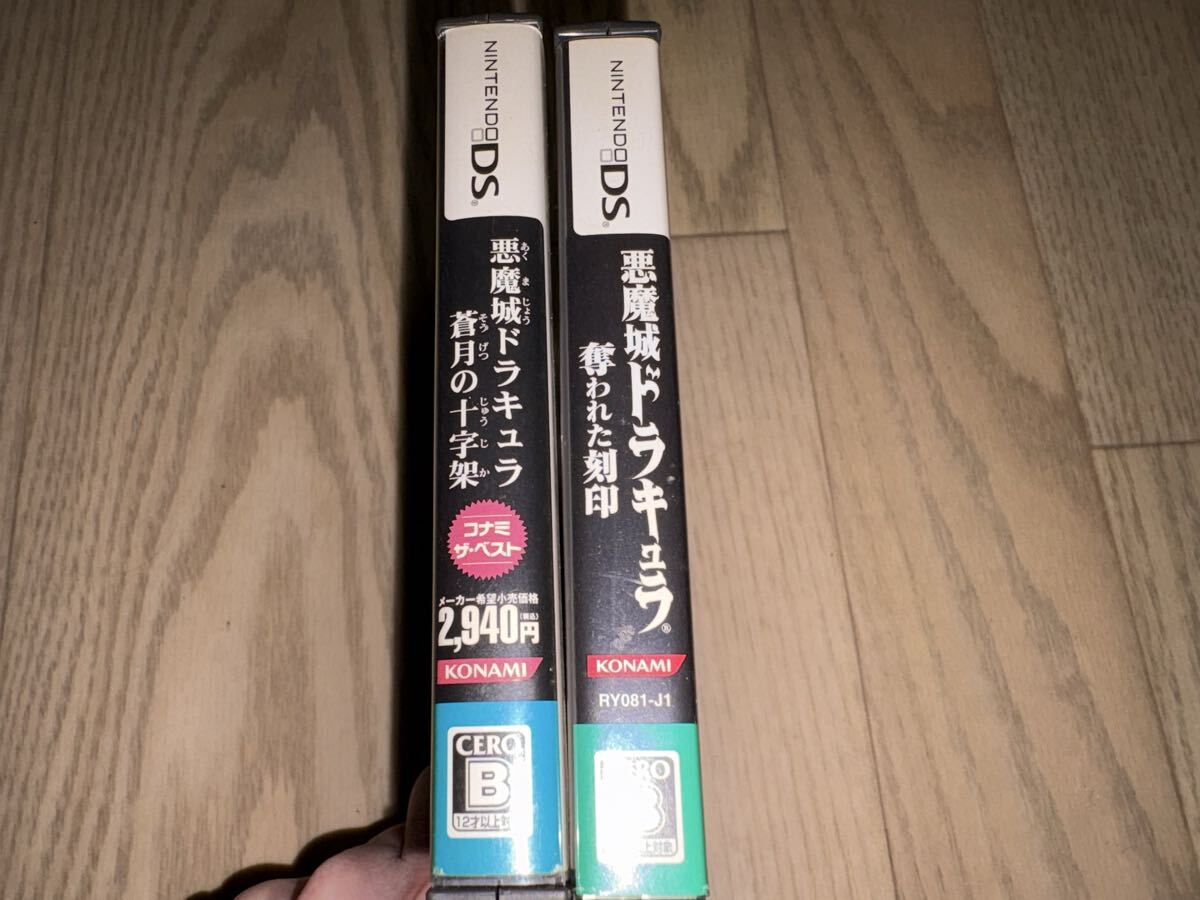 NINTENDO DS®
悪魔城ドラキュラ
あくまじょう
蒼月の十字架
そうげつ じゅうじか
コナミ
ザ・ベスト
メーカー希望小売価格
2,940円
(税込)
KONAMI
CERO
B
12才以上対
NINTENDO DS®
悪魔城ドラキュラ®
奪われた刻印
KONAMI
RY081-J1
B
上対象